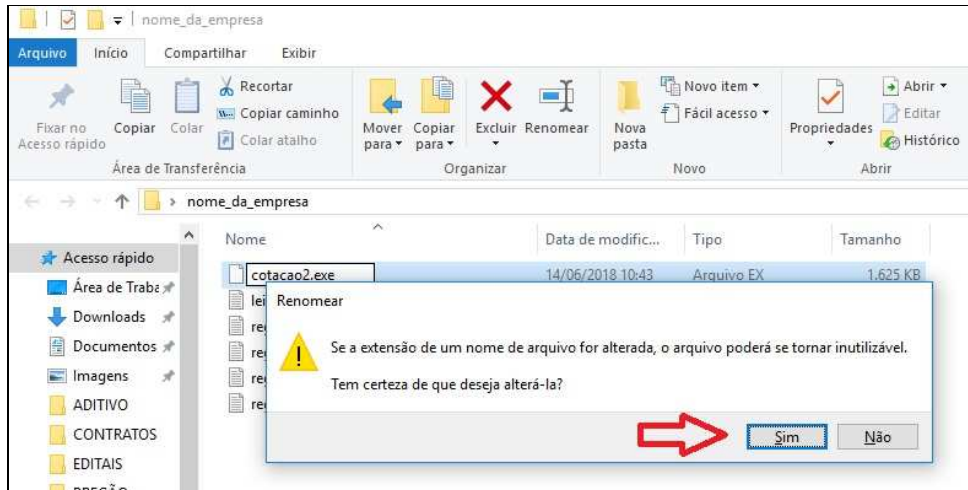 nome_da_empresa
Arquivo Início Compartilhar Exibir
Fixar no Acesso rápido
Copiar
Colar
Recortar
Copiar caminho
Colar atalho
Área de Transferência
Mover para
Copiar para
Excluir
Renomear
Organizar
Nova pasta
Novo item
Fácil acesso
Novo
Propriedades
Abrir
Editar
Histórico
Abrir
nome_da_empresa
Nome Data de modific... Tipo Tamanho
Acesso rápido
Área de Traba
Downloads
Documentos
Imagens
ADITIVO
CONTRATOS
EDITAIS
cotacao2.exe 14/06/2018 10:43 Arquivo EX 1.625 KB
Renomear
Se a extensão de um nome de arquivo for alterada, o arquivo poderá se tornar inutilizável.
Tem certeza de que deseja alterá-la?
Sim Não